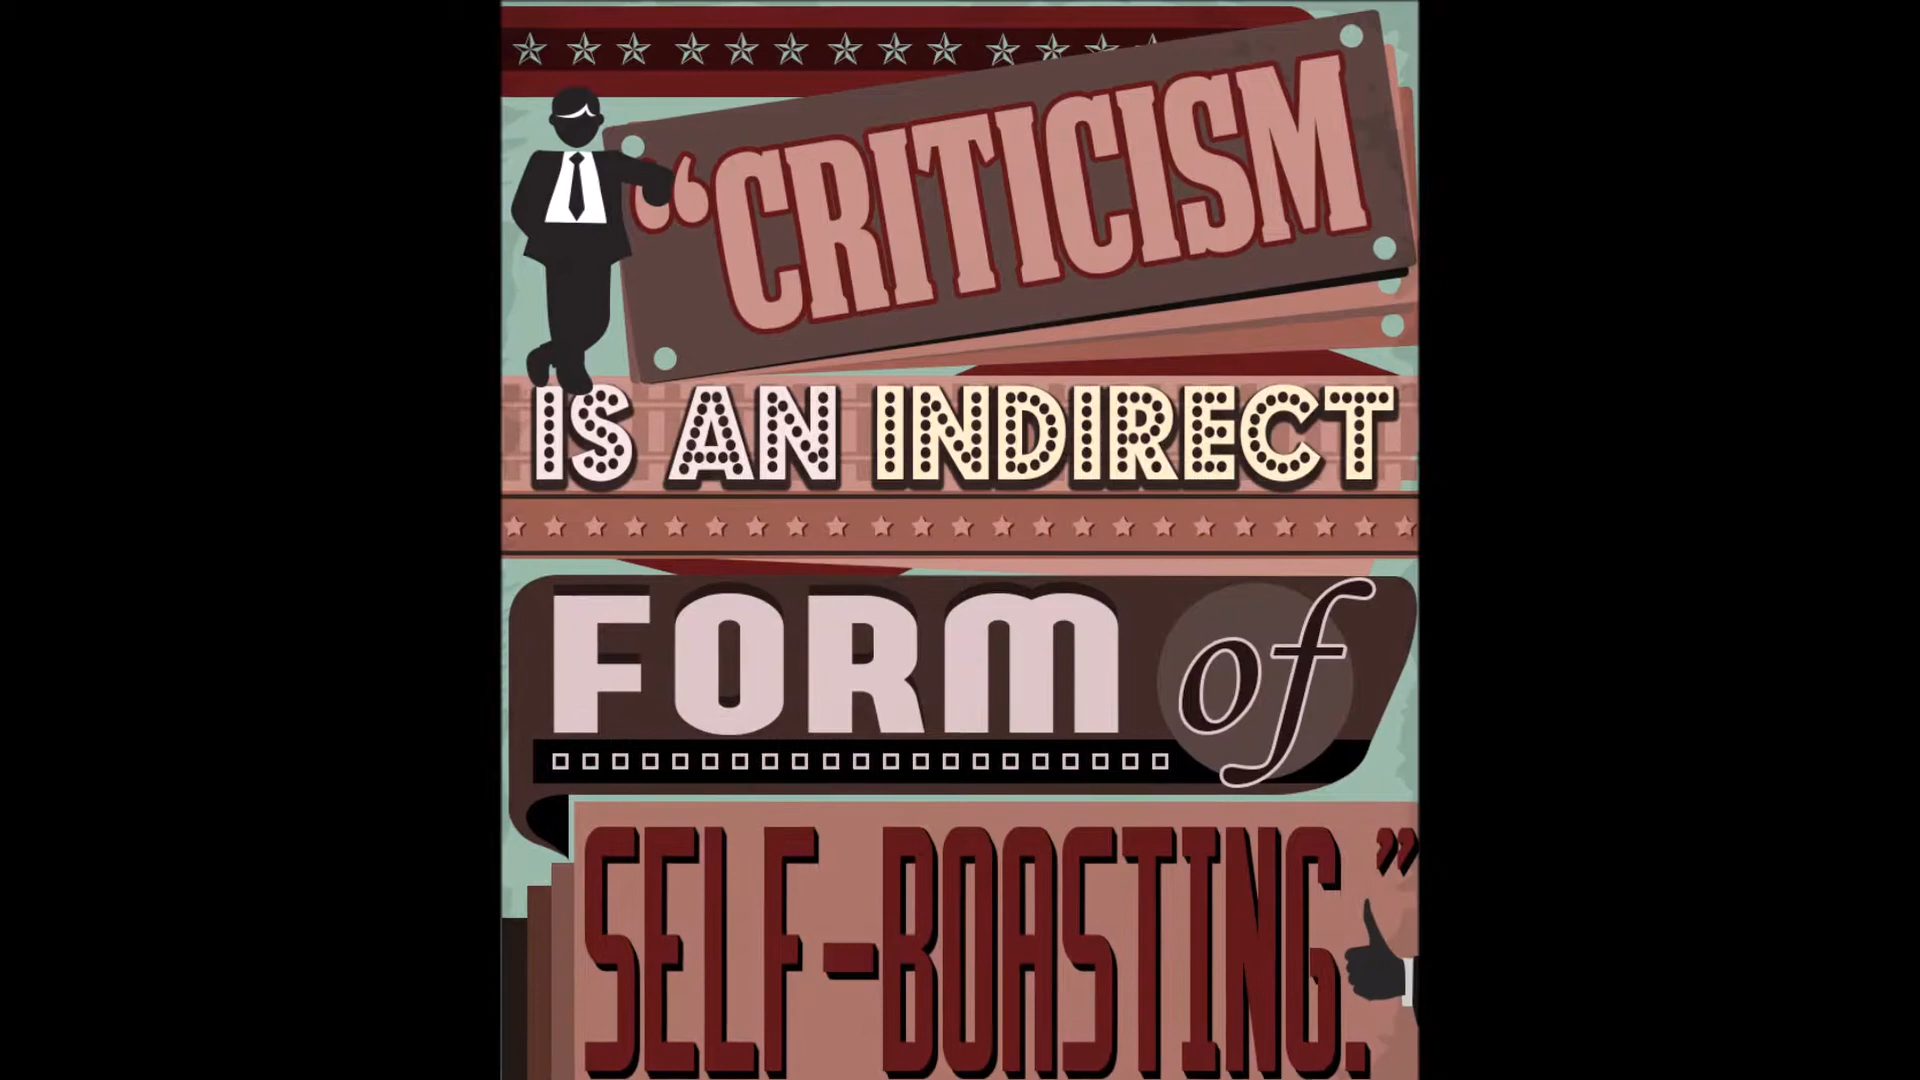 “CRITICISM
IS AN INDIRECT
FORM of
SELF-BOASTING.”